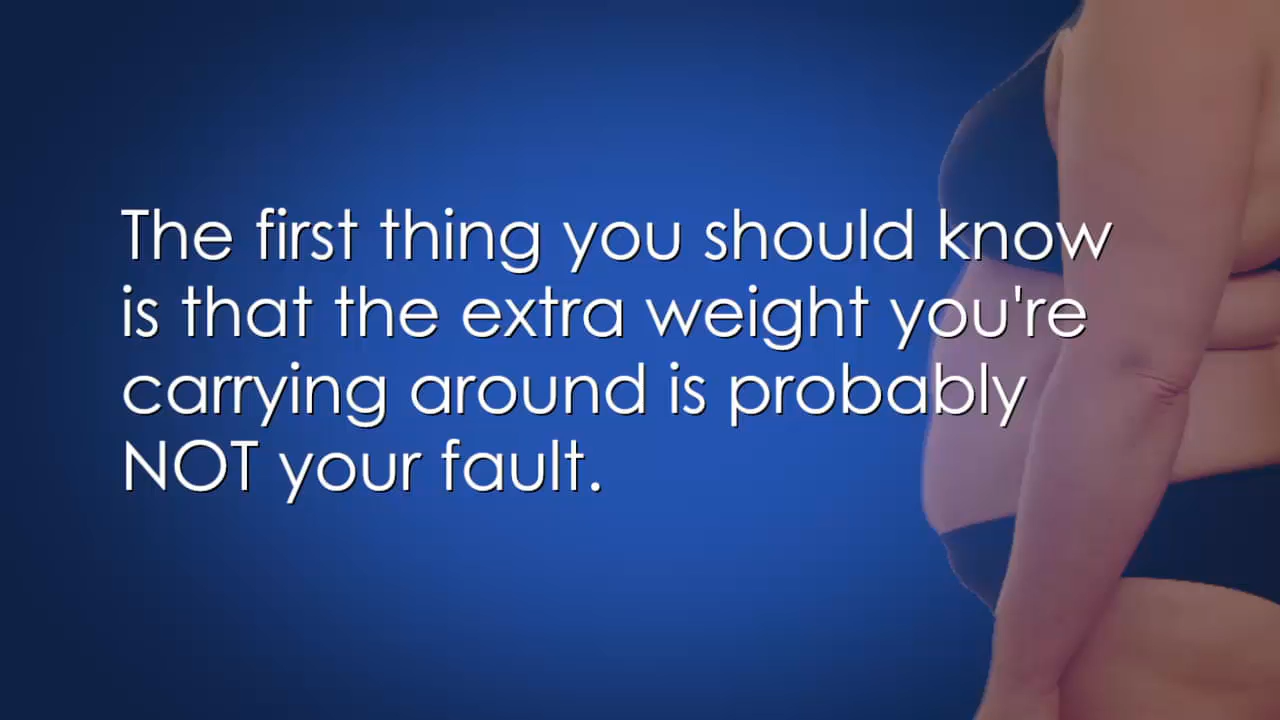 The first thing you should know
is that the extra weight you're
carrying around is probably
NOT your fault.